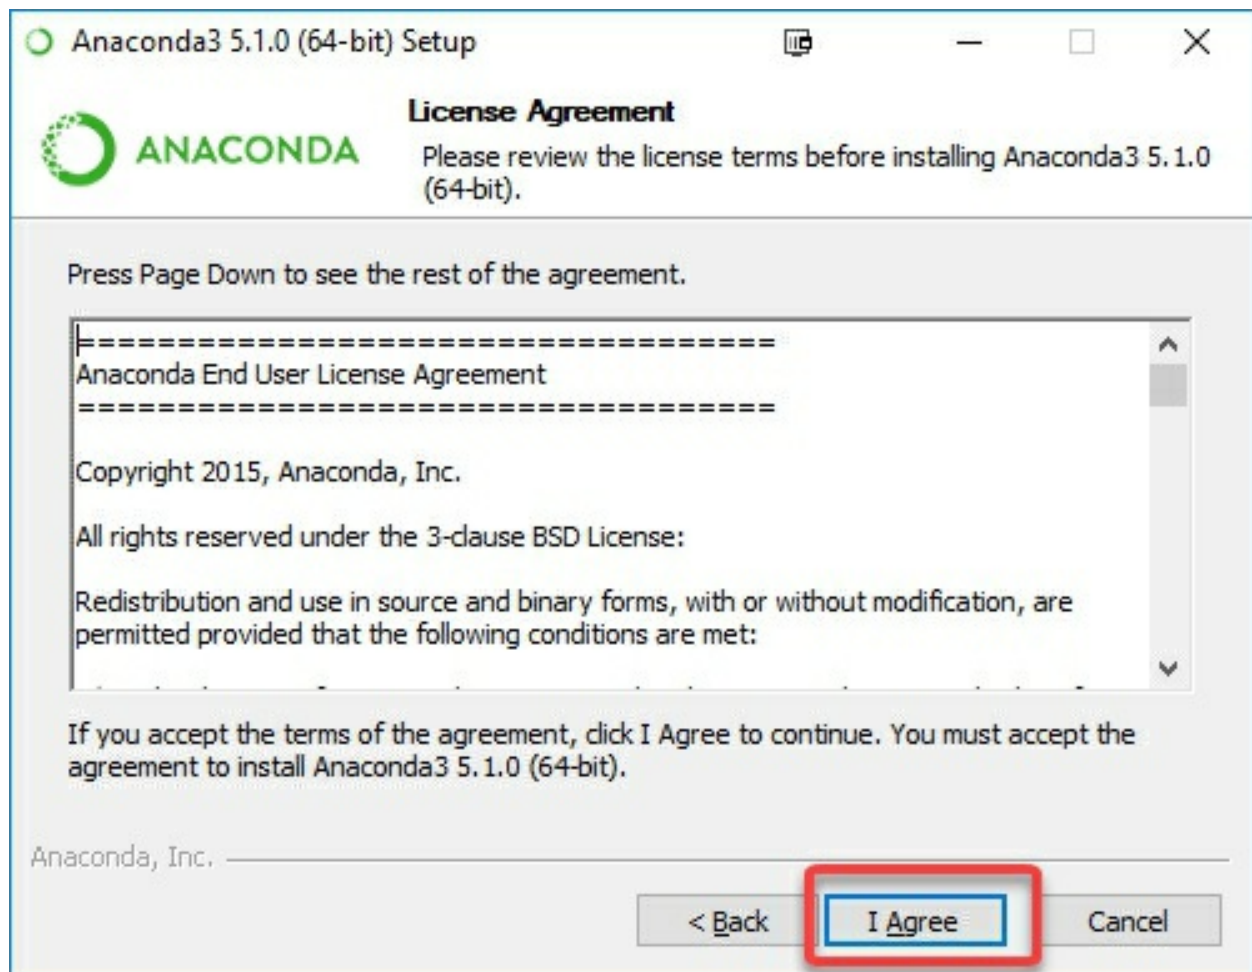 Anaconda3 5.1.0 (64-bit) Setup
ANACONDA
License Agreement
Please review the license terms before installing Anaconda3 5.1.0
(64-bit).
Press Page Down to see the rest of the agreement.
===================================
Anaconda End User License Agreement
===================================
Copyright 2015, Anaconda, Inc.
All rights reserved under the 3-clause BSD License:
Redistribution and use in source and binary forms, with or without modification, are
permitted provided that the following conditions are met:
If you accept the terms of the agreement, click I Agree to continue. You must accept the
agreement to install Anaconda3 5.1.0 (64-bit).
Anaconda, Inc.
< Back
I Agree
Cancel